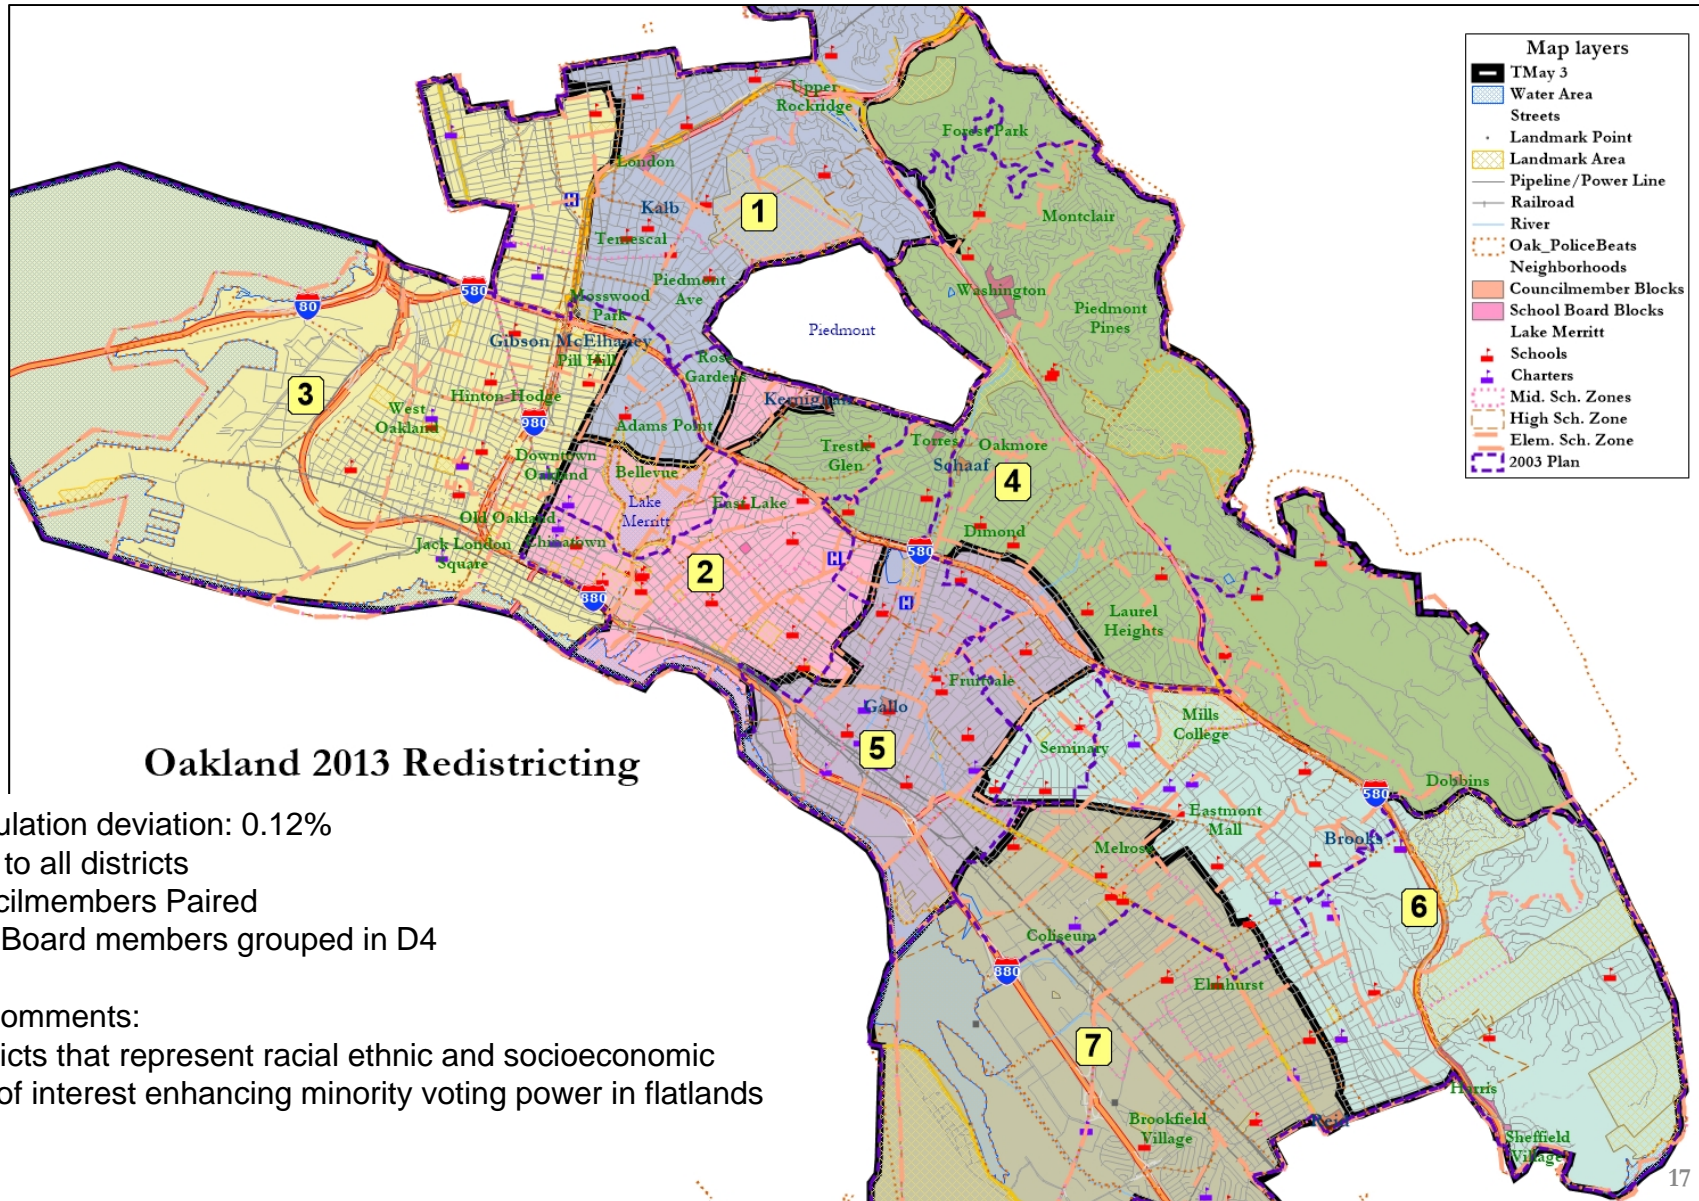 Map layers
TMay 3
Water Area
Streets
Landmark Point
Landmark Area
Pipeline/Power Line
Railroad
River
Oak_PoliceBeats
Neighborhoods
Councilmember Blocks
School Board Blocks
Lake Merritt
Schools
Charters
Mid. Sch. Zones
High Sch. Zone
Elem. Sch. Zone
2003 Plan
Upper
Rockridge
Forest Park
London
Kalb
1
Montclair
Temescal
Piedmont
Ave
Washington
580
80
Mosswood
Park
Piedmont
Pines
Piedmont
Gibson McElhaney
Pill Hill
Rose
Gardens
3
Hinton-Hodge
West
Oakland
980
Kernighan
Adams Point
Trestle
Glen
Torres
Oakmore
Schaaf
4
Downtown
Oakland
Bellevue
Lake
Merritt
East Lake
Old Oakland
Chinatown
Jack London
Square
Dimond
H
H
H
580
2
880
Laurel
Heights
Fruitvale
Gallo
5
Mills
College
Seminary
Oakland 2013 Redistricting
Dobbins
580
Eastmont
Mall
Brooks
Melrose
6
Coliseum
880
Elmhurst
7
Harris
Brookfield
Village
Sheffield
Village
ulation deviation: 0.12%
to all districts
cilmembers Paired
Board members grouped in D4
omments:
icts that represent racial ethnic and socioeconomic
of interest enhancing minority voting power in flatlands
17